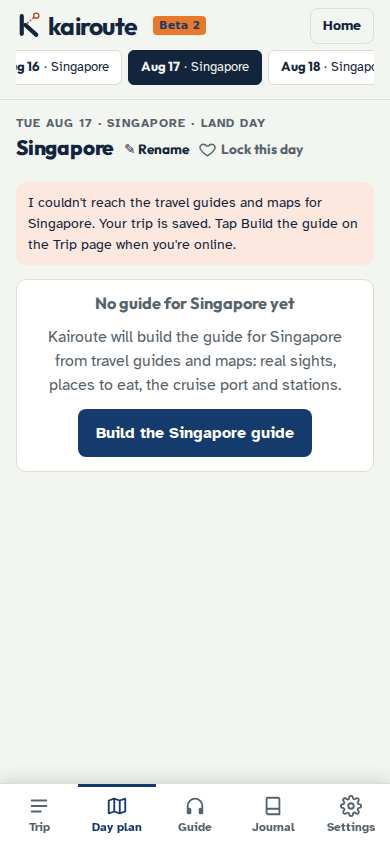 kairoute Beta 2 Home
g 16 · Singapore Aug 17 · Singapore Aug 18 · Singapo
TUE AUG 17 · SINGAPORE · LAND DAY
Singapore ✎ Rename Lock this day
I couldn't reach the travel guides and maps for
Singapore. Your trip is saved. Tap Build the guide on
the Trip page when you're online.
No guide for Singapore yet
Kairoute will build the guide for Singapore
from travel guides and maps: real sights,
places to eat, the cruise port and stations.
Build the Singapore guide
Trip Day plan Guide Journal Settings